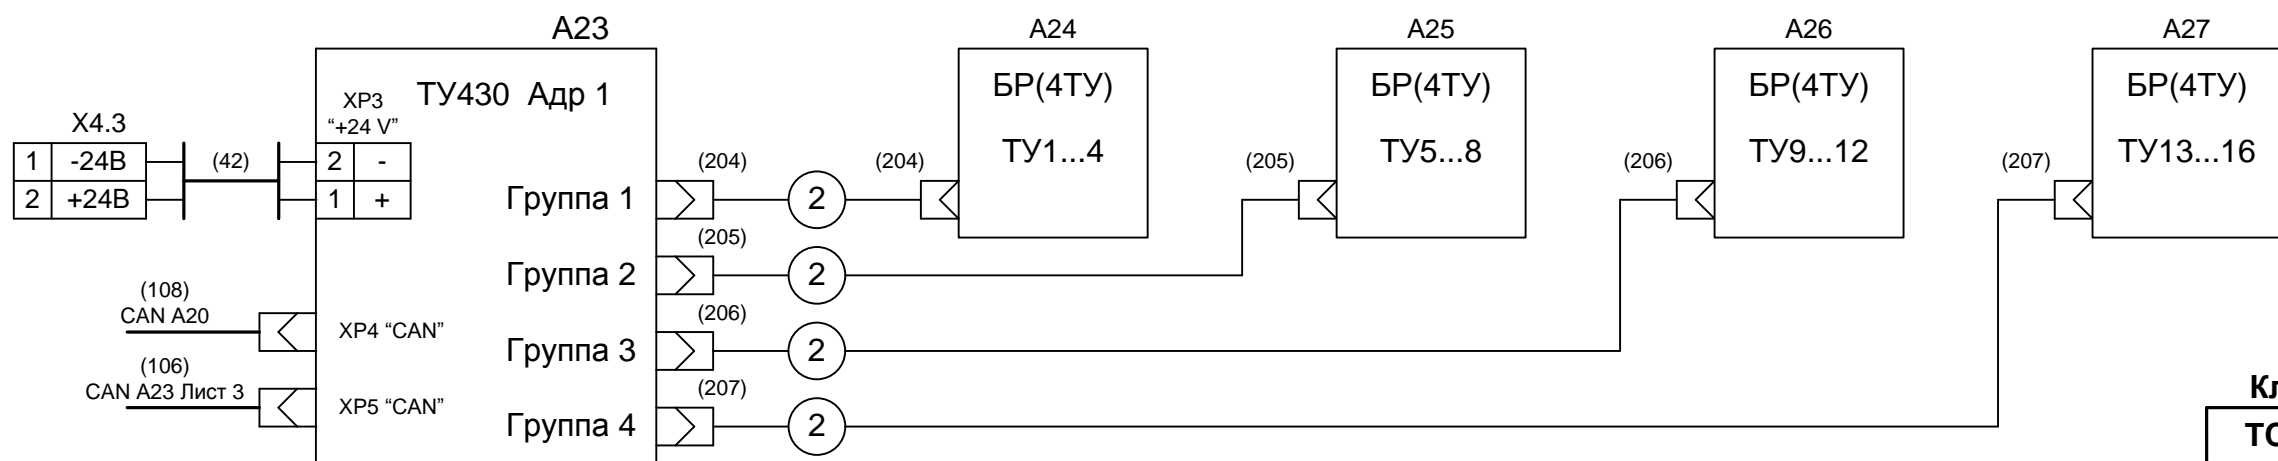 A23
A24
A25
A26
A27
ТУ430 Адр 1
XP3
“+24 V”
X4.3
1 -24В
2 +24В
(42)
2 -
1 +
БР(4ТУ)
ТУ1...4
БР(4ТУ)
ТУ5...8
БР(4ТУ)
ТУ9...12
БР(4ТУ)
ТУ13...16
Группа 1
(204)
2
(204)
(205)
(206)
(207)
Группа 2
(205)
2
(108)
CAN A20
XP4 “CAN”
Группа 3
(206)
2
(106)
CAN A23 Лист 3
XP5 “CAN”
Группа 4
(207)
2